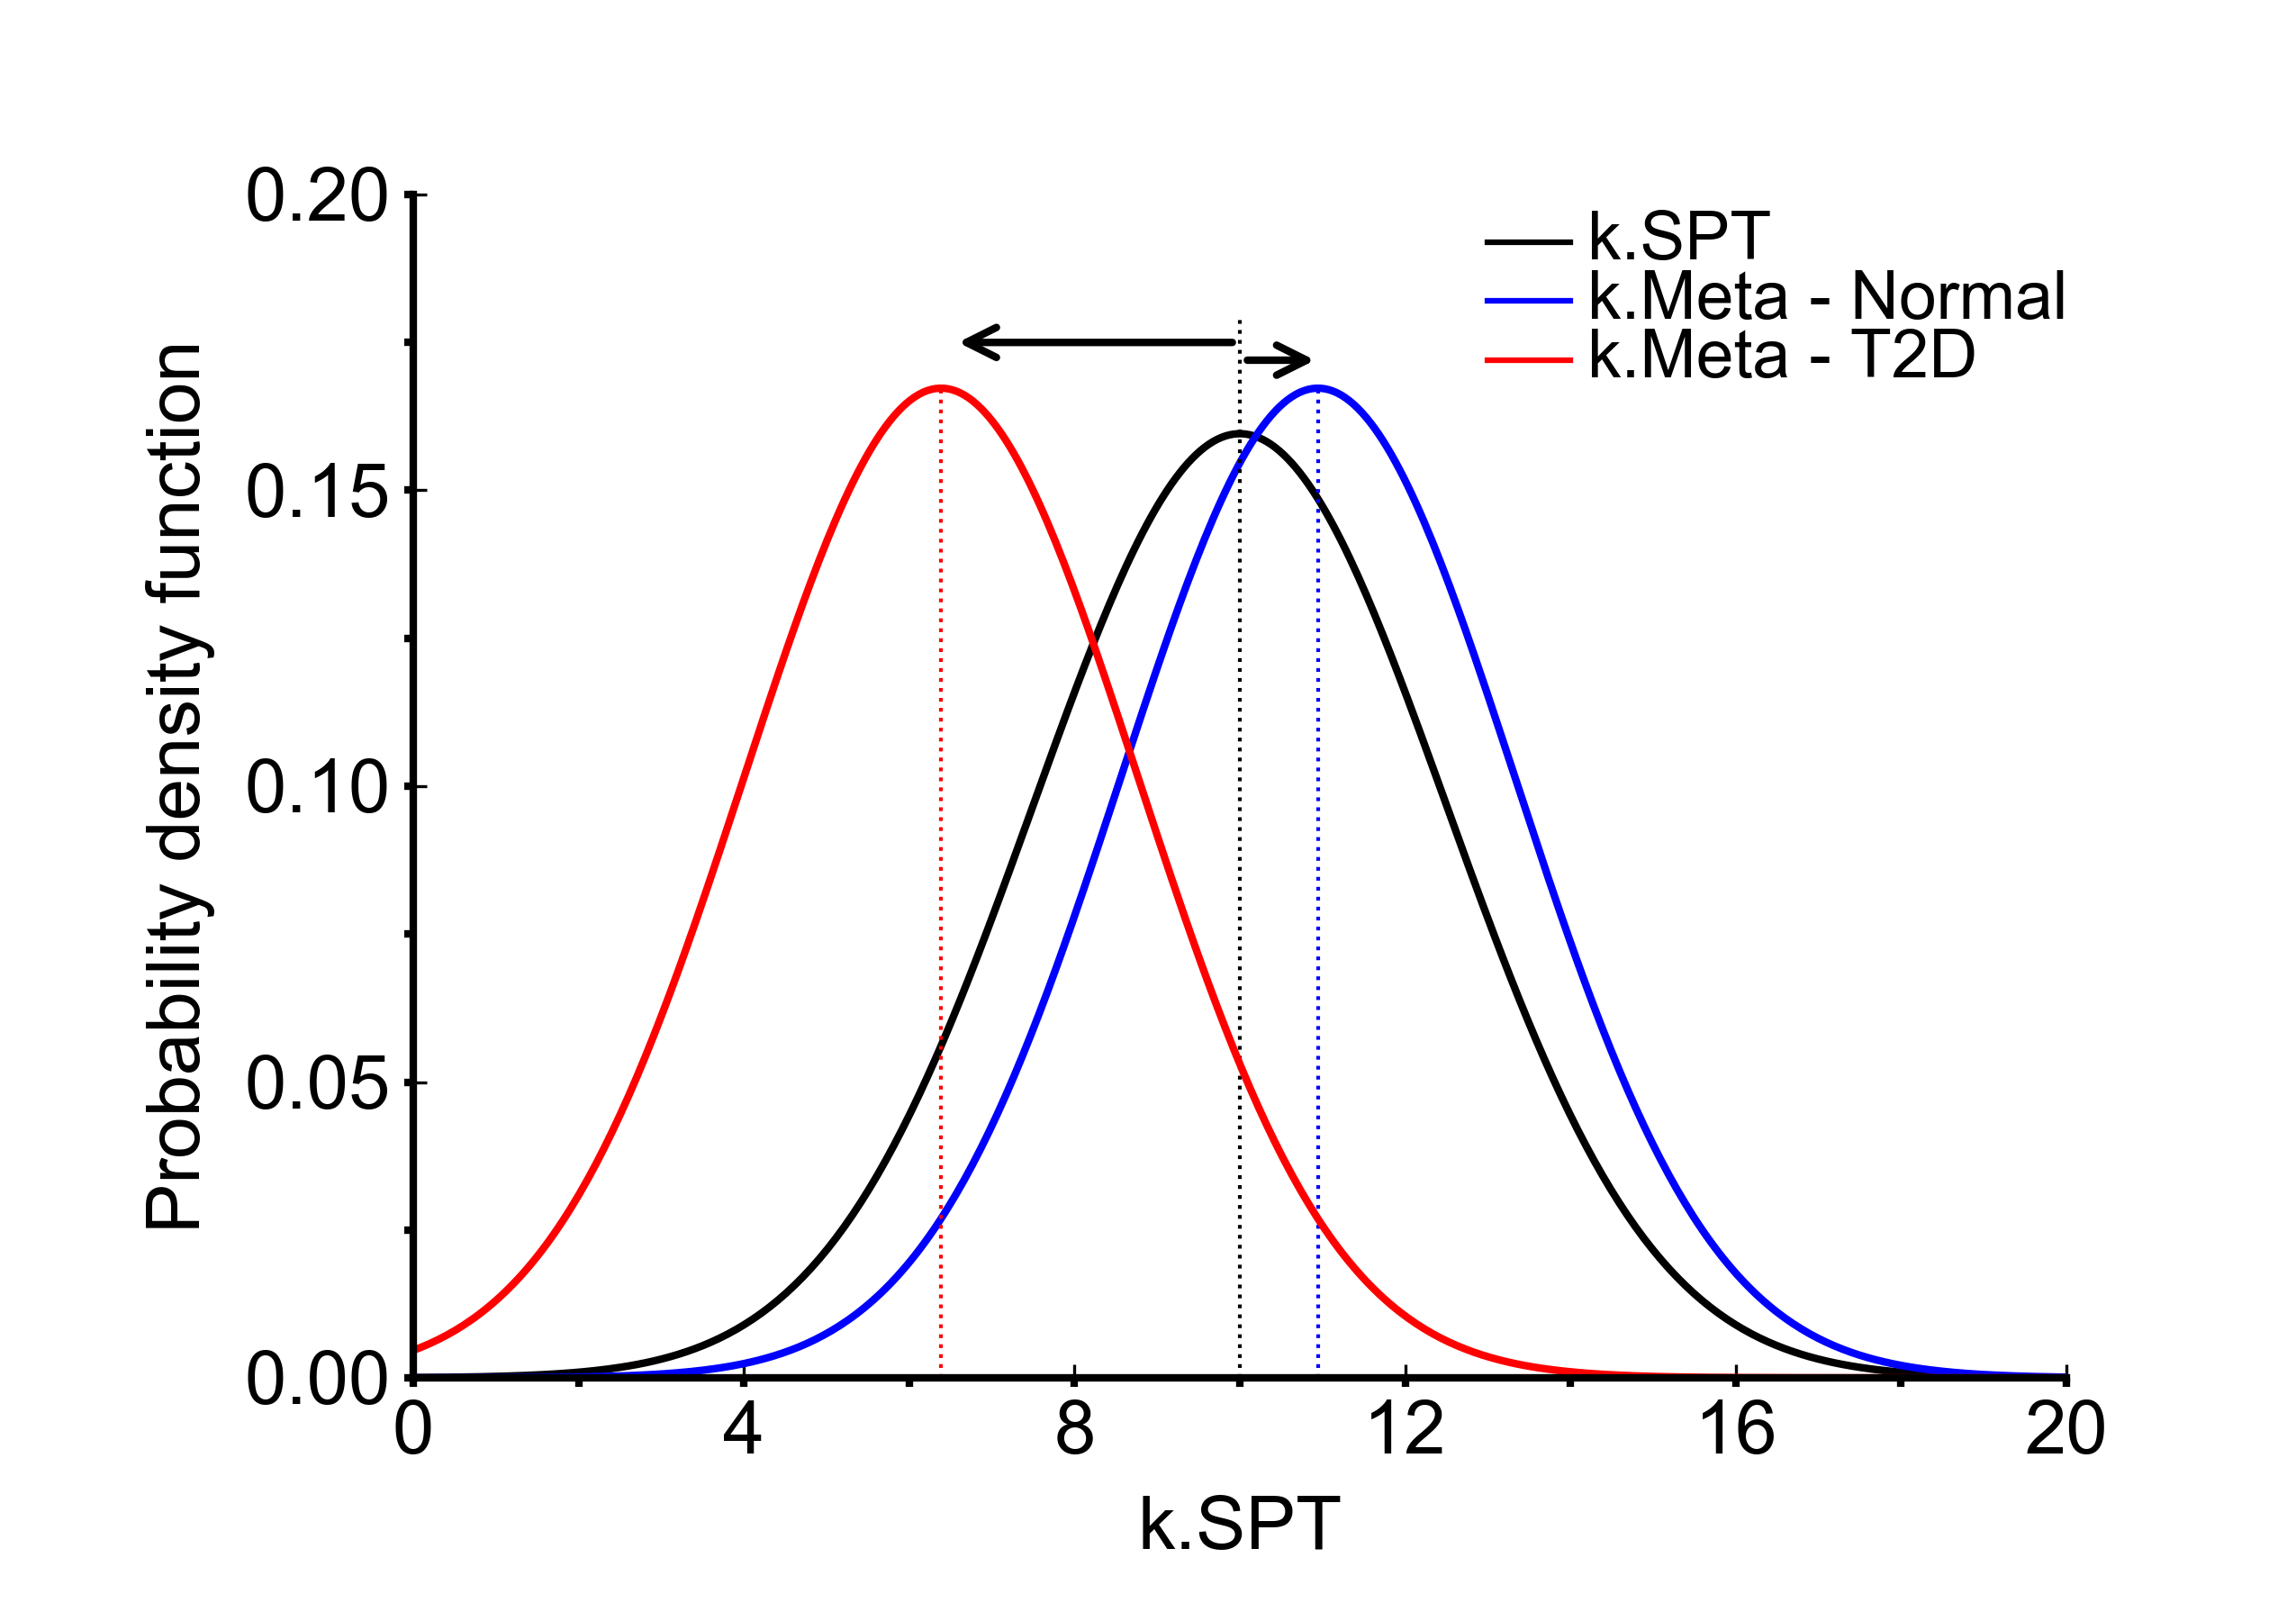 0.20
0.15
0.10
0.05
0.00
Probability density function
k.SPT
k.Meta - Normal
k.Meta - T2D
0 4 8 12 16 20
k.SPT